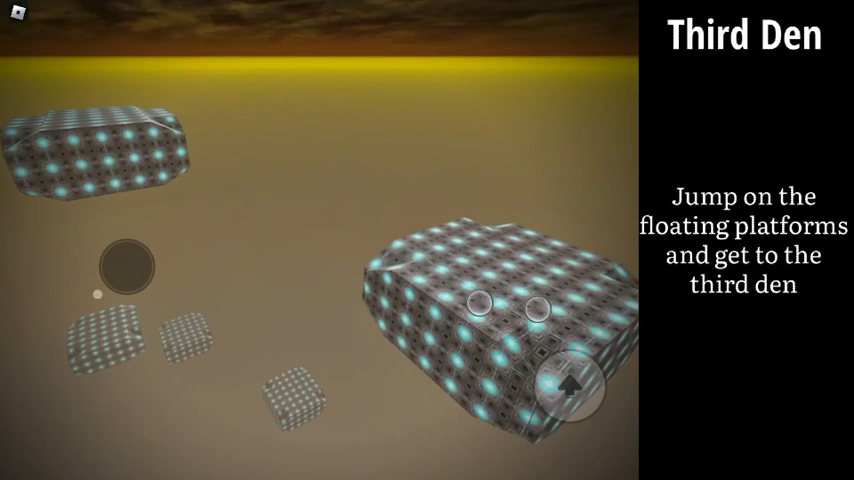 Third Den
Jump on the
floating platforms
and get to the
third den